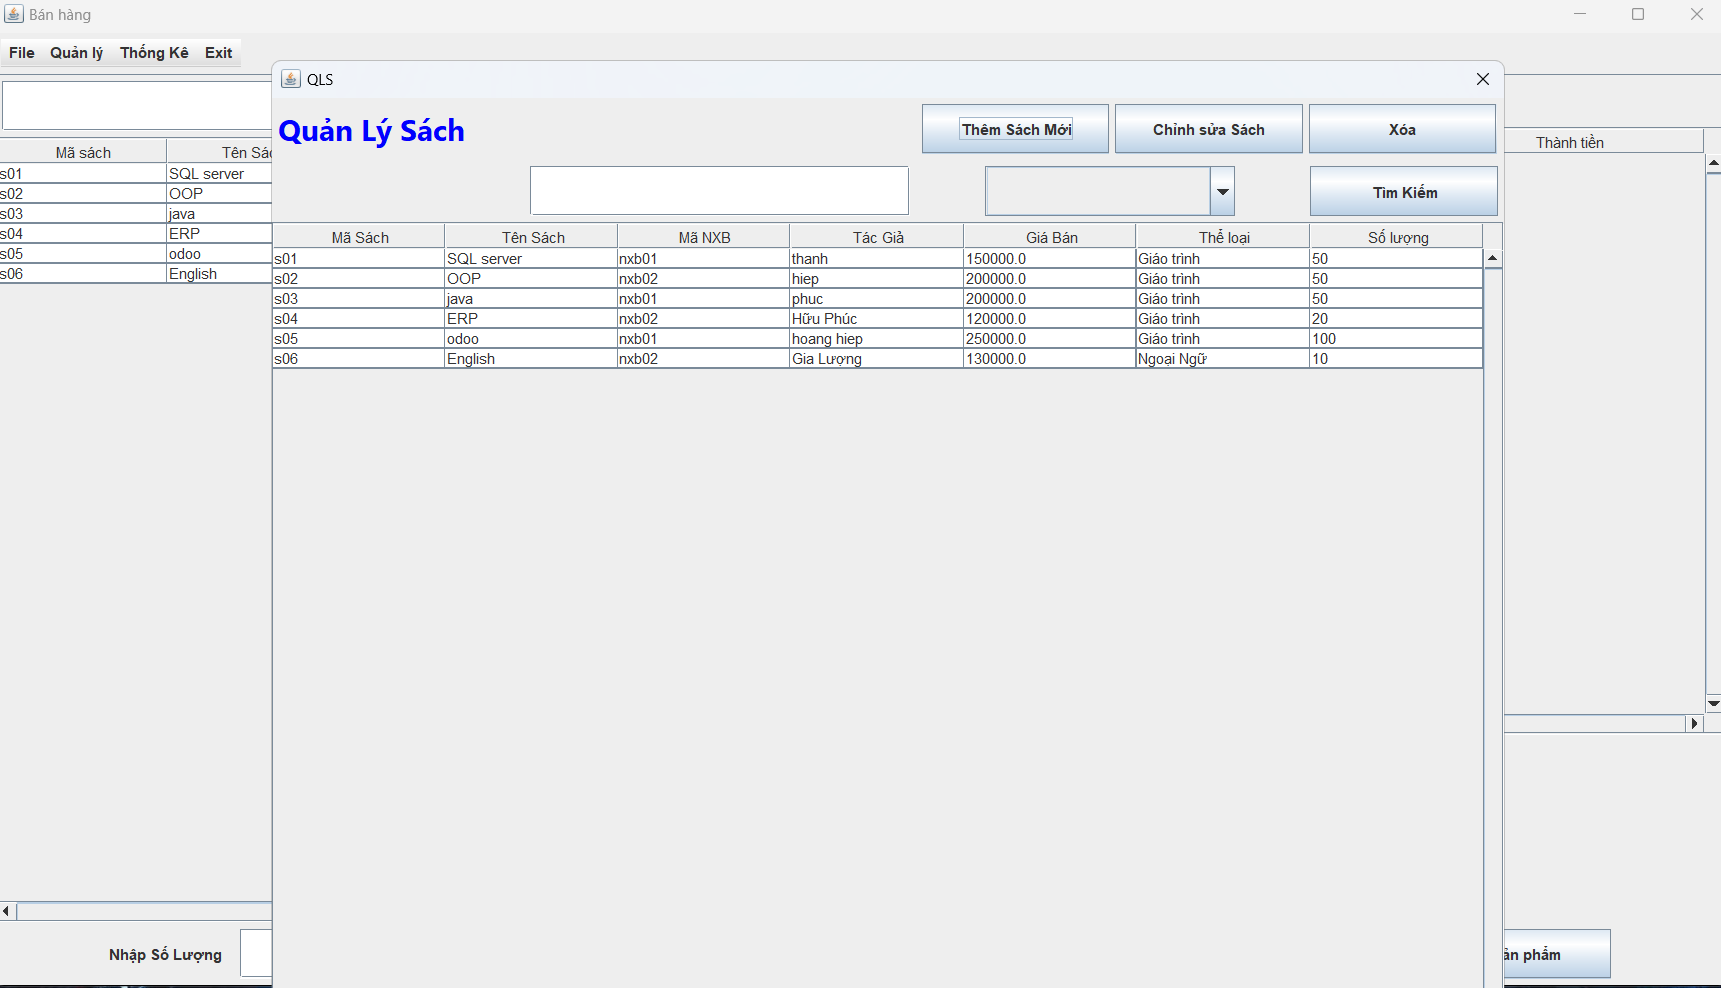 Bán hàng
File Quản lý Thống Kê Exit
QLS
Quản Lý Sách
Thêm Sách Mới Chỉnh sửa Sách Xóa
Tìm Kiếm
Mã sách Tên Sá
s01 SQL server
s02 OOP
s03 java
s04 ERP
s05 odoo
s06 English
Mã Sách Tên Sách Mã NXB Tác Giả Giá Bán Thể loại Số lượng
s01 SQL server nxb01 thanh 150000.0 Giáo trình 50
s02 OOP nxb02 hiep 200000.0 Giáo trình 50
s03 java nxb01 phuc 200000.0 Giáo trình 50
s04 ERP nxb02 Hữu Phúc 120000.0 Giáo trình 20
s05 odoo nxb01 hoang hiep 250000.0 Giáo trình 100
s06 English nxb02 Gia Lượng 130000.0 Ngoại Ngữ 10
Thành tiền
Nhập Số Lượng
ản phẩm